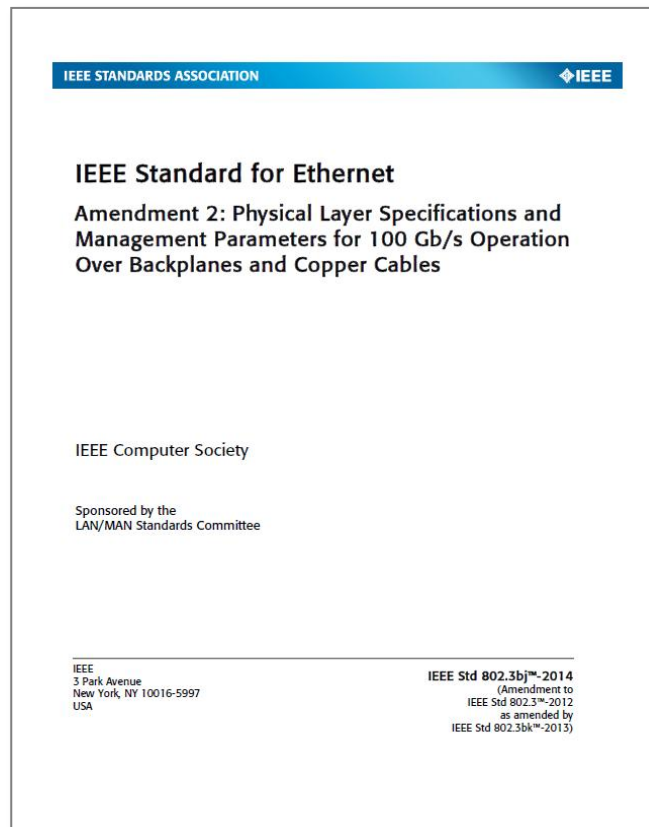 IEEE STANDARDS ASSOCIATION
IEEE
IEEE Standard for Ethernet
Amendment 2: Physical Layer Specifications and
Management Parameters for 100 Gb/s Operation
Over Backplanes and Copper Cables
IEEE Computer Society
Sponsored by the
LAN/MAN Standards Committee
IEEE
3 Park Avenue
New York, NY 10016-5997
USA
IEEE Std 802.3bj™-2014
(Amendment to
IEEE Std 802.3™-2012
as amended by
IEEE Std 802.3bk™-2013)